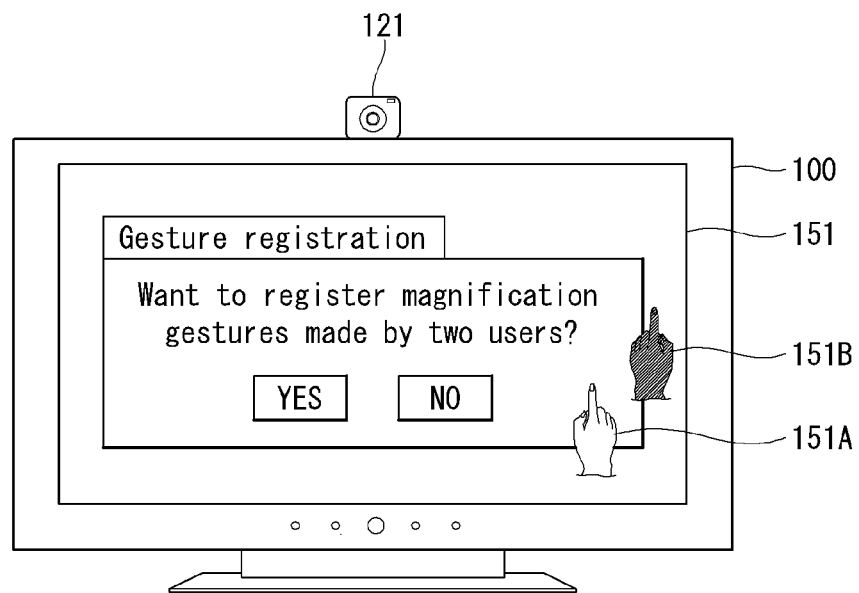 121
100
151
Gesture registration
Want to register magnification
gestures made by two users?
151B
YES NO
151A